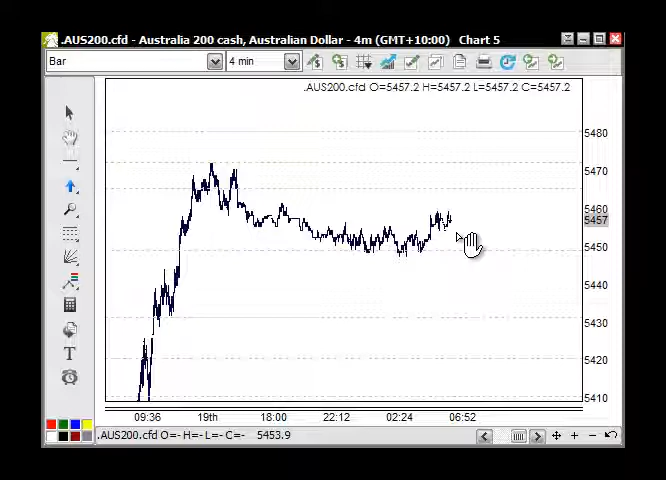 .AUS200.cfd - Australia 200 cash, Australian Dollar - 4m (GMT+10:00) Chart 5
Bar 4 min
.AUS200.cfd O=5457.2 H=5457.2 L=5457.2 C=5457.2
5480
5470
5460
5457
5450
5440
5430
5420
5410
T
09:36 19th 18:00 22:12 02:24 06:52
.AUS200.cfd O=- H=- L=- C=- 5453.9